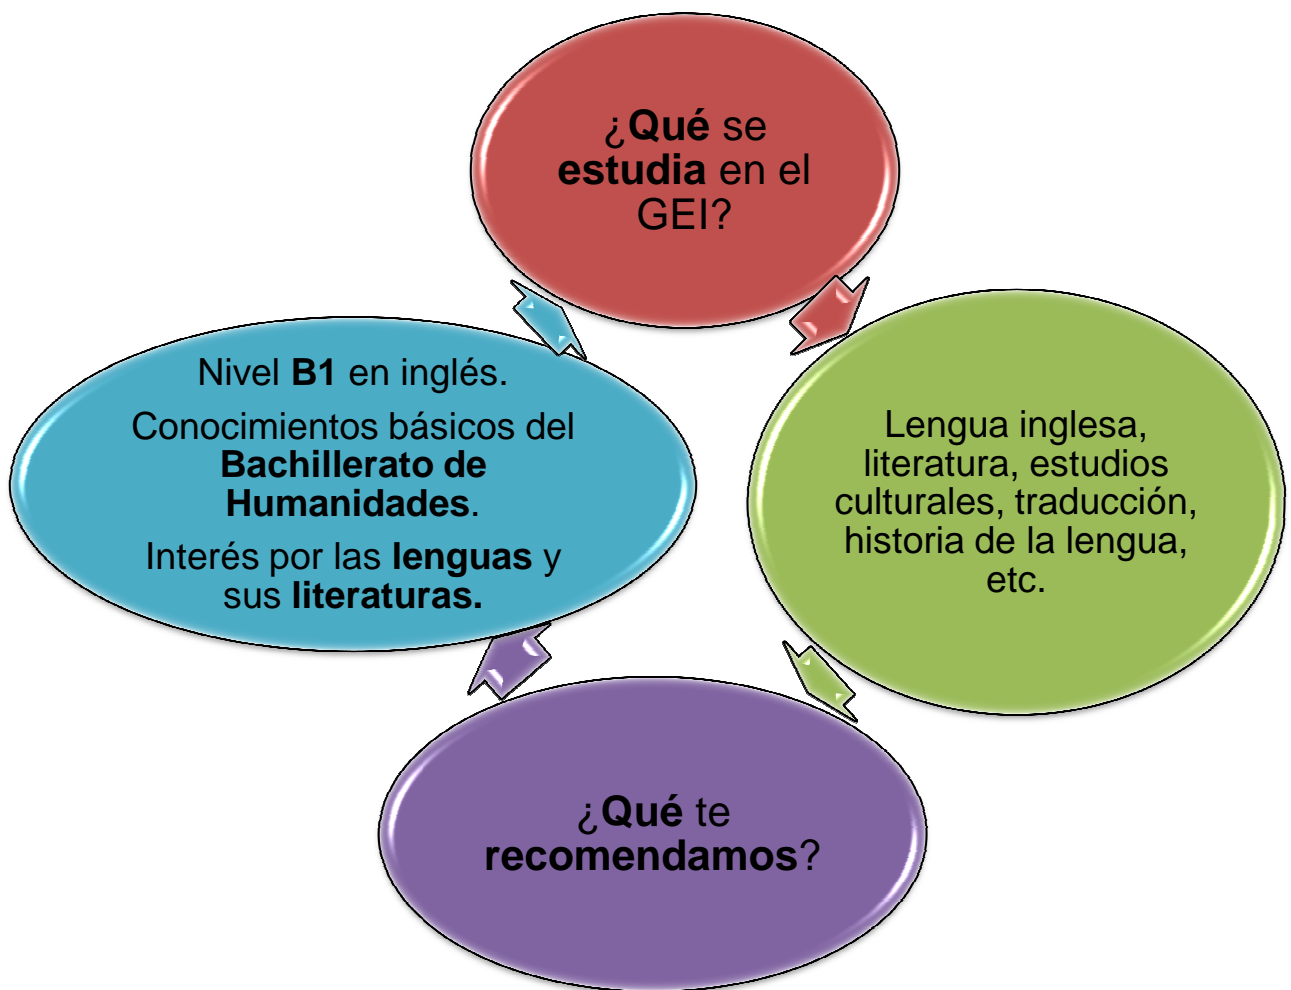 ¿Qué se
estudia en el
GEI?
Lengua inglesa,
literatura, estudios
culturales, traducción,
historia de la lengua,
etc.
¿Qué te
recomendamos?
Nivel B1 en inglés.
Conocimientos básicos del
Bachillerato de
Humanidades.
Interés por las lenguas y
sus literaturas.